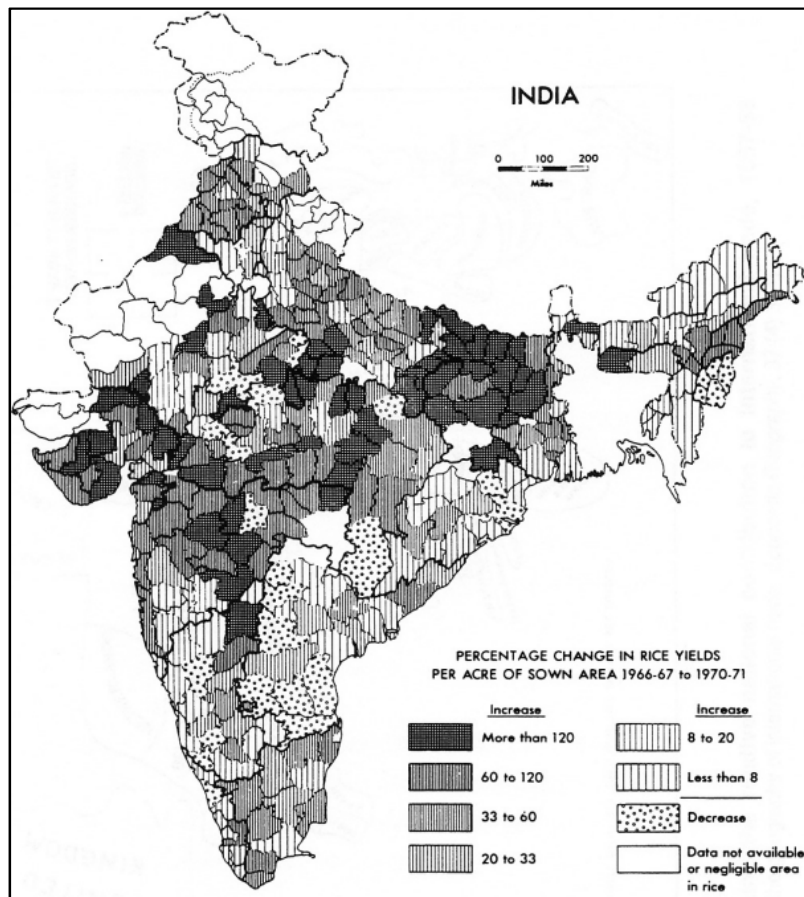 INDIA
0 100 200
Miles
PERCENTAGE CHANGE IN RICE YIELDS
PER ACRE OF SOWN AREA 1966-67 to 1970-71
Increase
More than 120
60 to 120
33 to 60
20 to 33
Increase
8 to 20
Less than 8
Decrease
Data not available
or negligible area
in rice